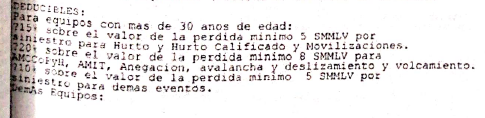 DEDUCIBLES:
Para equipos con mas de 30 anos de edad:
?15% sobre el valor de la perdida minimo 5 SMMLV por
siniestro para Hurto y Hurto Calificado y Movilizaciones.
?20% sobre el valor de la perdida minimo 8 SMMLV para
AMCCoPyH, AMIT, Anegacion, avalancha y deslizamiento y volcamiento.
?10% sobre el valor de la perdida minimo 5 SMMLV por
siniestro para demas eventos.
DemAs Equipos: